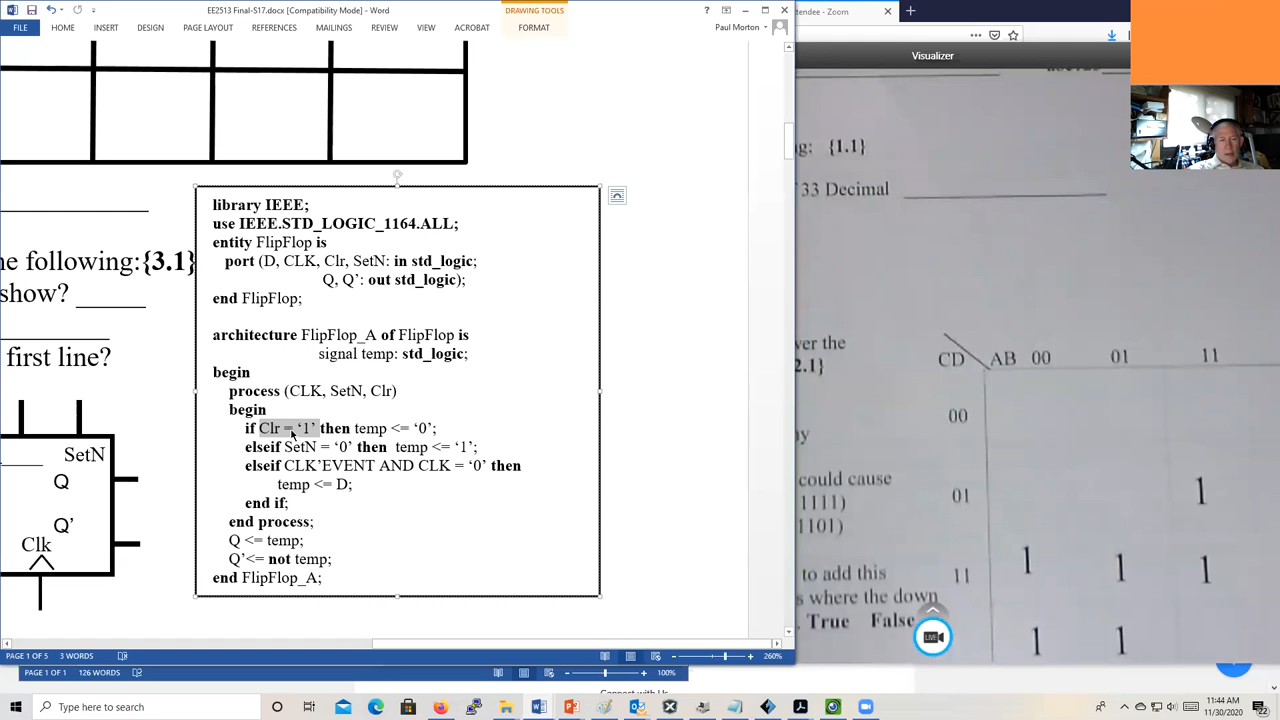 EE2513 Final-S17.docx [Compatibility Mode] - Word
DRAWING TOOLS
FILE
HOME
INSERT
DESIGN
PAGE LAYOUT
REFERENCES
MAILINGS
REVIEW
VIEW
ACROBAT
FORMAT
Paul Morton
library IEEE;
use IEEE.STD_LOGIC_1164.ALL;
entity FlipFlop is
port (D, CLK, Clr, SetN: in std_logic;
Q, Q’: out std_logic);
end FlipFlop;
architecture FlipFlop_A of FlipFlop is
signal temp: std_logic;
begin
process (CLK, SetN, Clr)
begin
if Clr = ‘1’ then temp <= ‘0’;
elseif SetN = ‘0’ then temp <= ‘1’;
elseif CLK’EVENT AND CLK = ‘0’ then
temp <= D;
end if;
end process;
Q <= temp;
Q’<= not temp;
end FlipFlop_A;
e following:{3.1}
show? ______
first line?
SetN
Q
Q’
Clk
PAGE 1 OF 5
3 WORDS
260%
PAGE 1 OF 1
126 WORDS
100%
tendee - Zoom
Visualizer
g: {1.1}
33 Decimal
ver the
2.1}
CD AB 00 01 11
00
could cause
1111)
1101)
01 1
to add this
s where the down
True False
11 1 1 1
1 1
LIVE
Type here to search
11:44 AM
11/30/2020